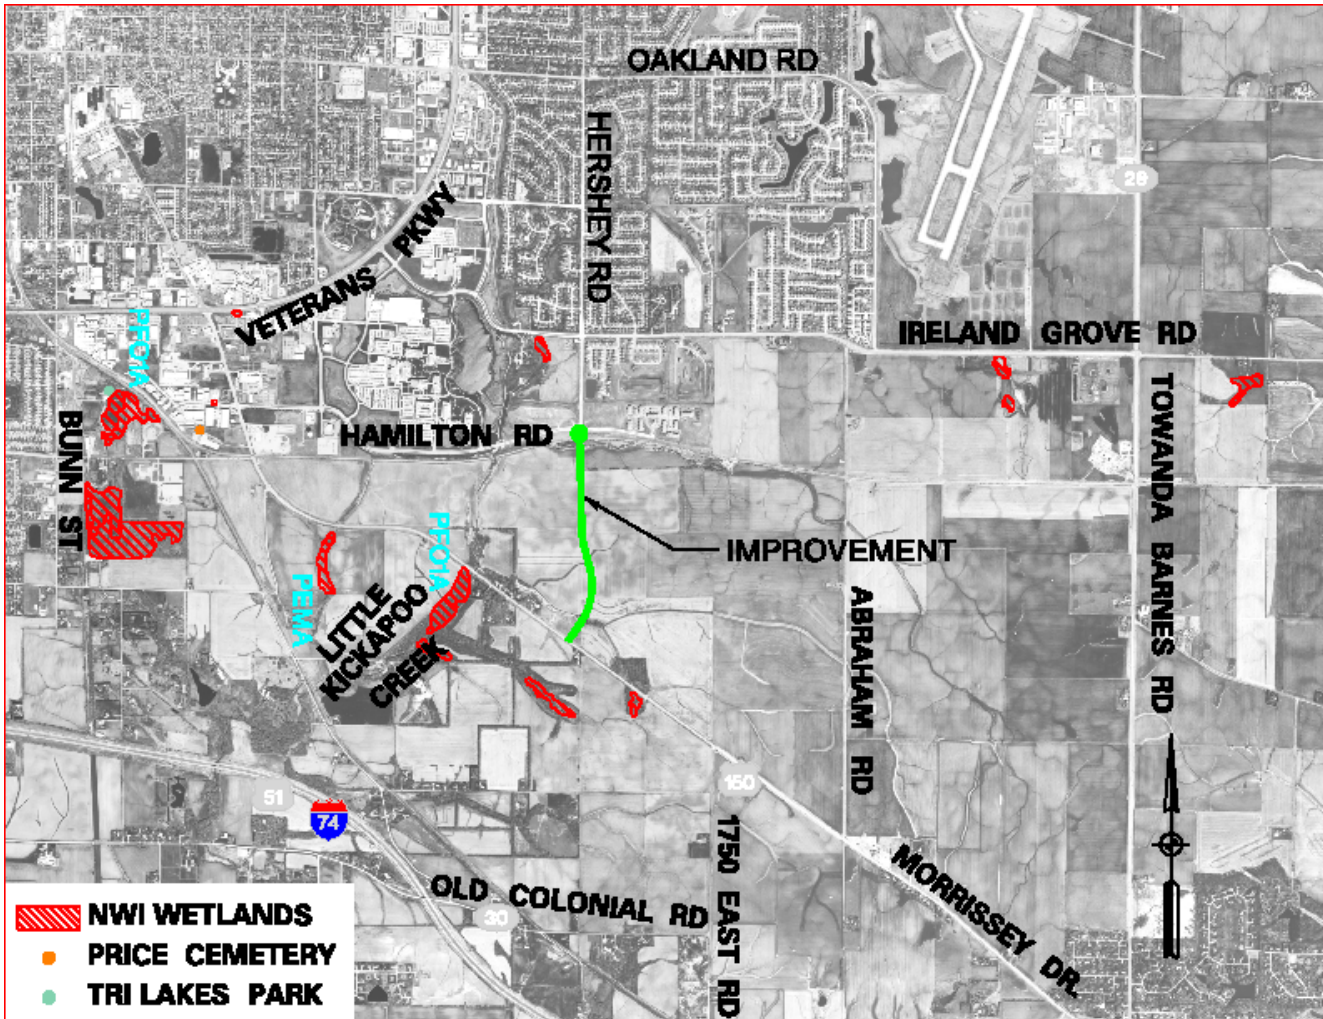 OAKLAND RD
HERSHEY RD
28
VETERANS PKWY
PFO1A
IRELAND GROVE RD
TOWANDA BARNES RD
BUNN ST
HAMILTON RD
PFO1A
IMPROVEMENT
PEMA
LITTLE
KICKAPOO
CREEK
ABRAHAM RD
150
51
74
1750 EAST RD
MORRISSEY DR.
OLD COLONIAL RD
30
NWI WETLANDS
PRICE CEMETERY
TRI LAKES PARK